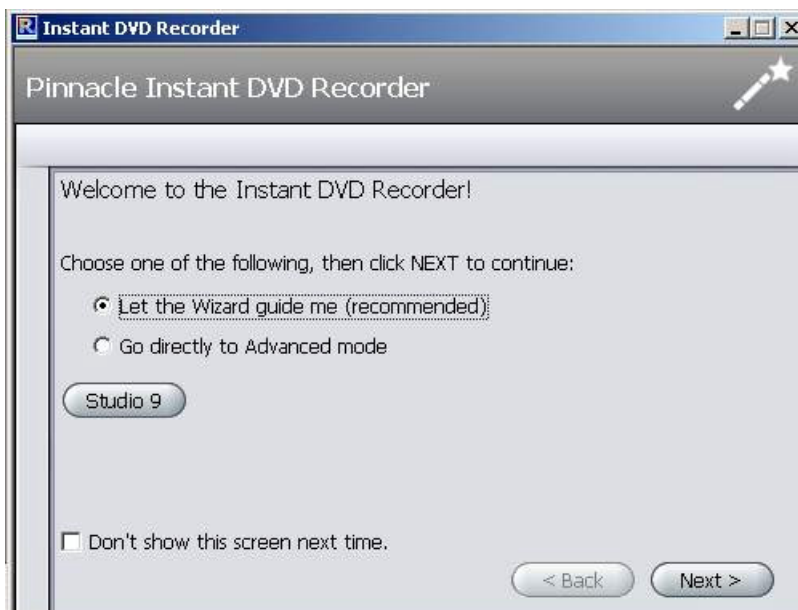 R Instant DVD Recorder
Pinnacle Instant DVD Recorder
Welcome to the Instant DVD Recorder!
Choose one of the following, then click NEXT to continue:
Let the Wizard guide me (recommended)
Go directly to Advanced mode
Studio 9
Don't show this screen next time.
< Back Next >